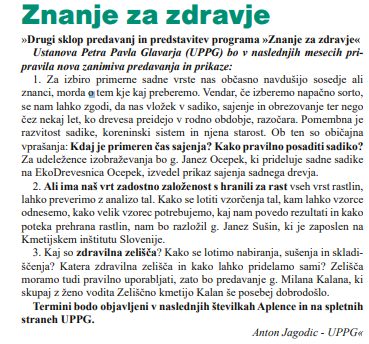 Znanje za zdravje
»Drugi sklop predavanj in predstavitev programa »Znanje za zdravje«
Ustanova Petra Pavla Glavarja (UPPG) bo v naslednjih mesecih pri-
pravila nova zanimiva predavanja in prikaze:
1. Za izbiro primerne sadne vrste nas običasno navdušijo sosedje ali
znanci, morda o tem kje kaj preberemo. Vendar, če izberemo napačno sorto,
se nam lahko zgodi, da nas vložek v sadiko, sajenje in obrezovanje ter nego
čez nekaj let, ko drevesa preidejo v rodno obdobje, razočara. Pomembna je
razvitost sadike, koreninski sistem in njena starost. Ob ten so običajna
vprašanja: Kdaj je primeren čas sajenja? Kako pravilno posaditi sadiko?
Za udeležence izobraževanja bo g. Janez Ocepek, ki prideluje sadne sadike
na EkoDrevesnica Ocepek, izvedel prikaz sajenja sadnega drevja.
2. Ali ima naš vrt zadostno založenost s hranili za rast vseh vrst rastlin,
lahko preverimo z analizo tal. Kako se lotiti vzorčenja tal, kam lahko vzorce
odnesemo, kako velik vzorec potrebujemo, kaj nam povedo rezultati in kako
poteka prehrana rastlin, nam bo razložil g. Janez Sušin, ki je zaposlen na
Kmetijskem inštitutu Slovenije.
3. Kaj so zdravilna zelišča? Kako se lotimo nabiranja, sušenja in skladi-
ščenja? Katera zdravilna zelišča in kako lahko pridelamo sami? Zelišča
moramo tudi pravilno uporabljati, zato bo predavanje g. Milana Kalana, ki
skupaj z ženo vodita Zeliščno kmetijo Kalan še posebej dobrodošlo.
Termini bodo objavljeni v naslednjih številkah Aplence in na spletnih
straneh UPPG.
Anton Jagodic - UPPG«